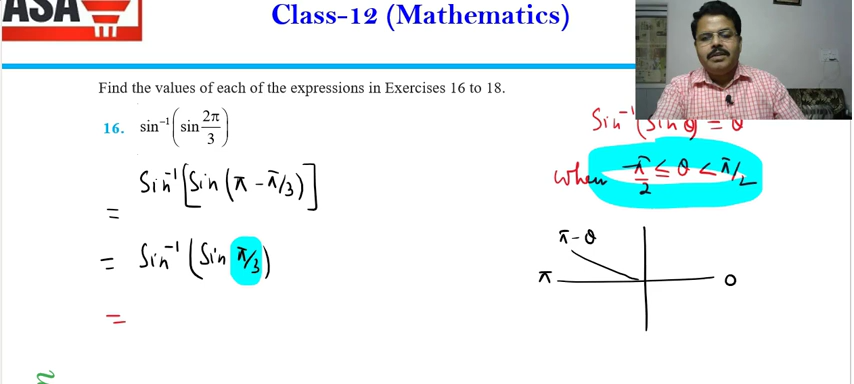 ASA
Class-12 (Mathematics)
Find the values of each of the expressions in Exercises 16 to 18.
16. sin⁻¹(sin 2π/3)
Sin⁻¹(Sin θ) = θ
when -π/2 ≤ θ < π/2
= Sin⁻¹[Sin(π - π/3)]
π-θ
= Sin⁻¹(Sin π/3)
π 0
=
n